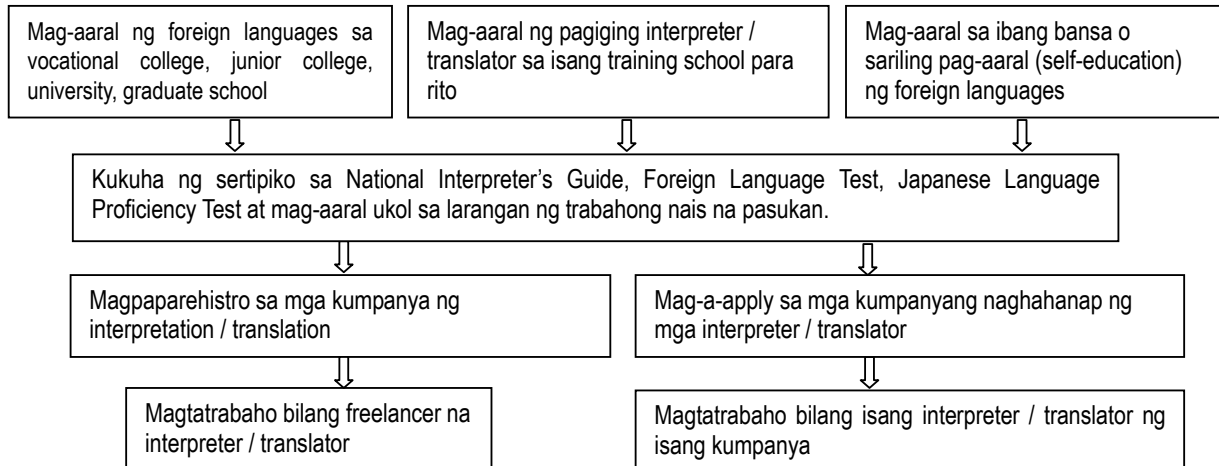 Mag-aaral ng foreign languages sa
vocational college, junior college,
university, graduate school
Mag-aaral ng pagiging interpreter /
translator sa isang training school para
rito
Mag-aaral sa ibang bansa o
sariling pag-aaral (self-education)
ng foreign languages
Kukuha ng sertipiko sa National Interpreter’s Guide, Foreign Language Test, Japanese Language
Proficiency Test at mag-aaral ukol sa larangan ng trabahong nais na pasukan.
Magpaparehistro sa mga kumpanya ng
interpretation / translation
Mag-a-apply sa mga kumpanyang naghahanap ng
mga interpreter / translator
Magtatrabaho bilang freelancer na
interpreter / translator
Magtatrabaho bilang isang interpreter / translator ng
isang kumpanya